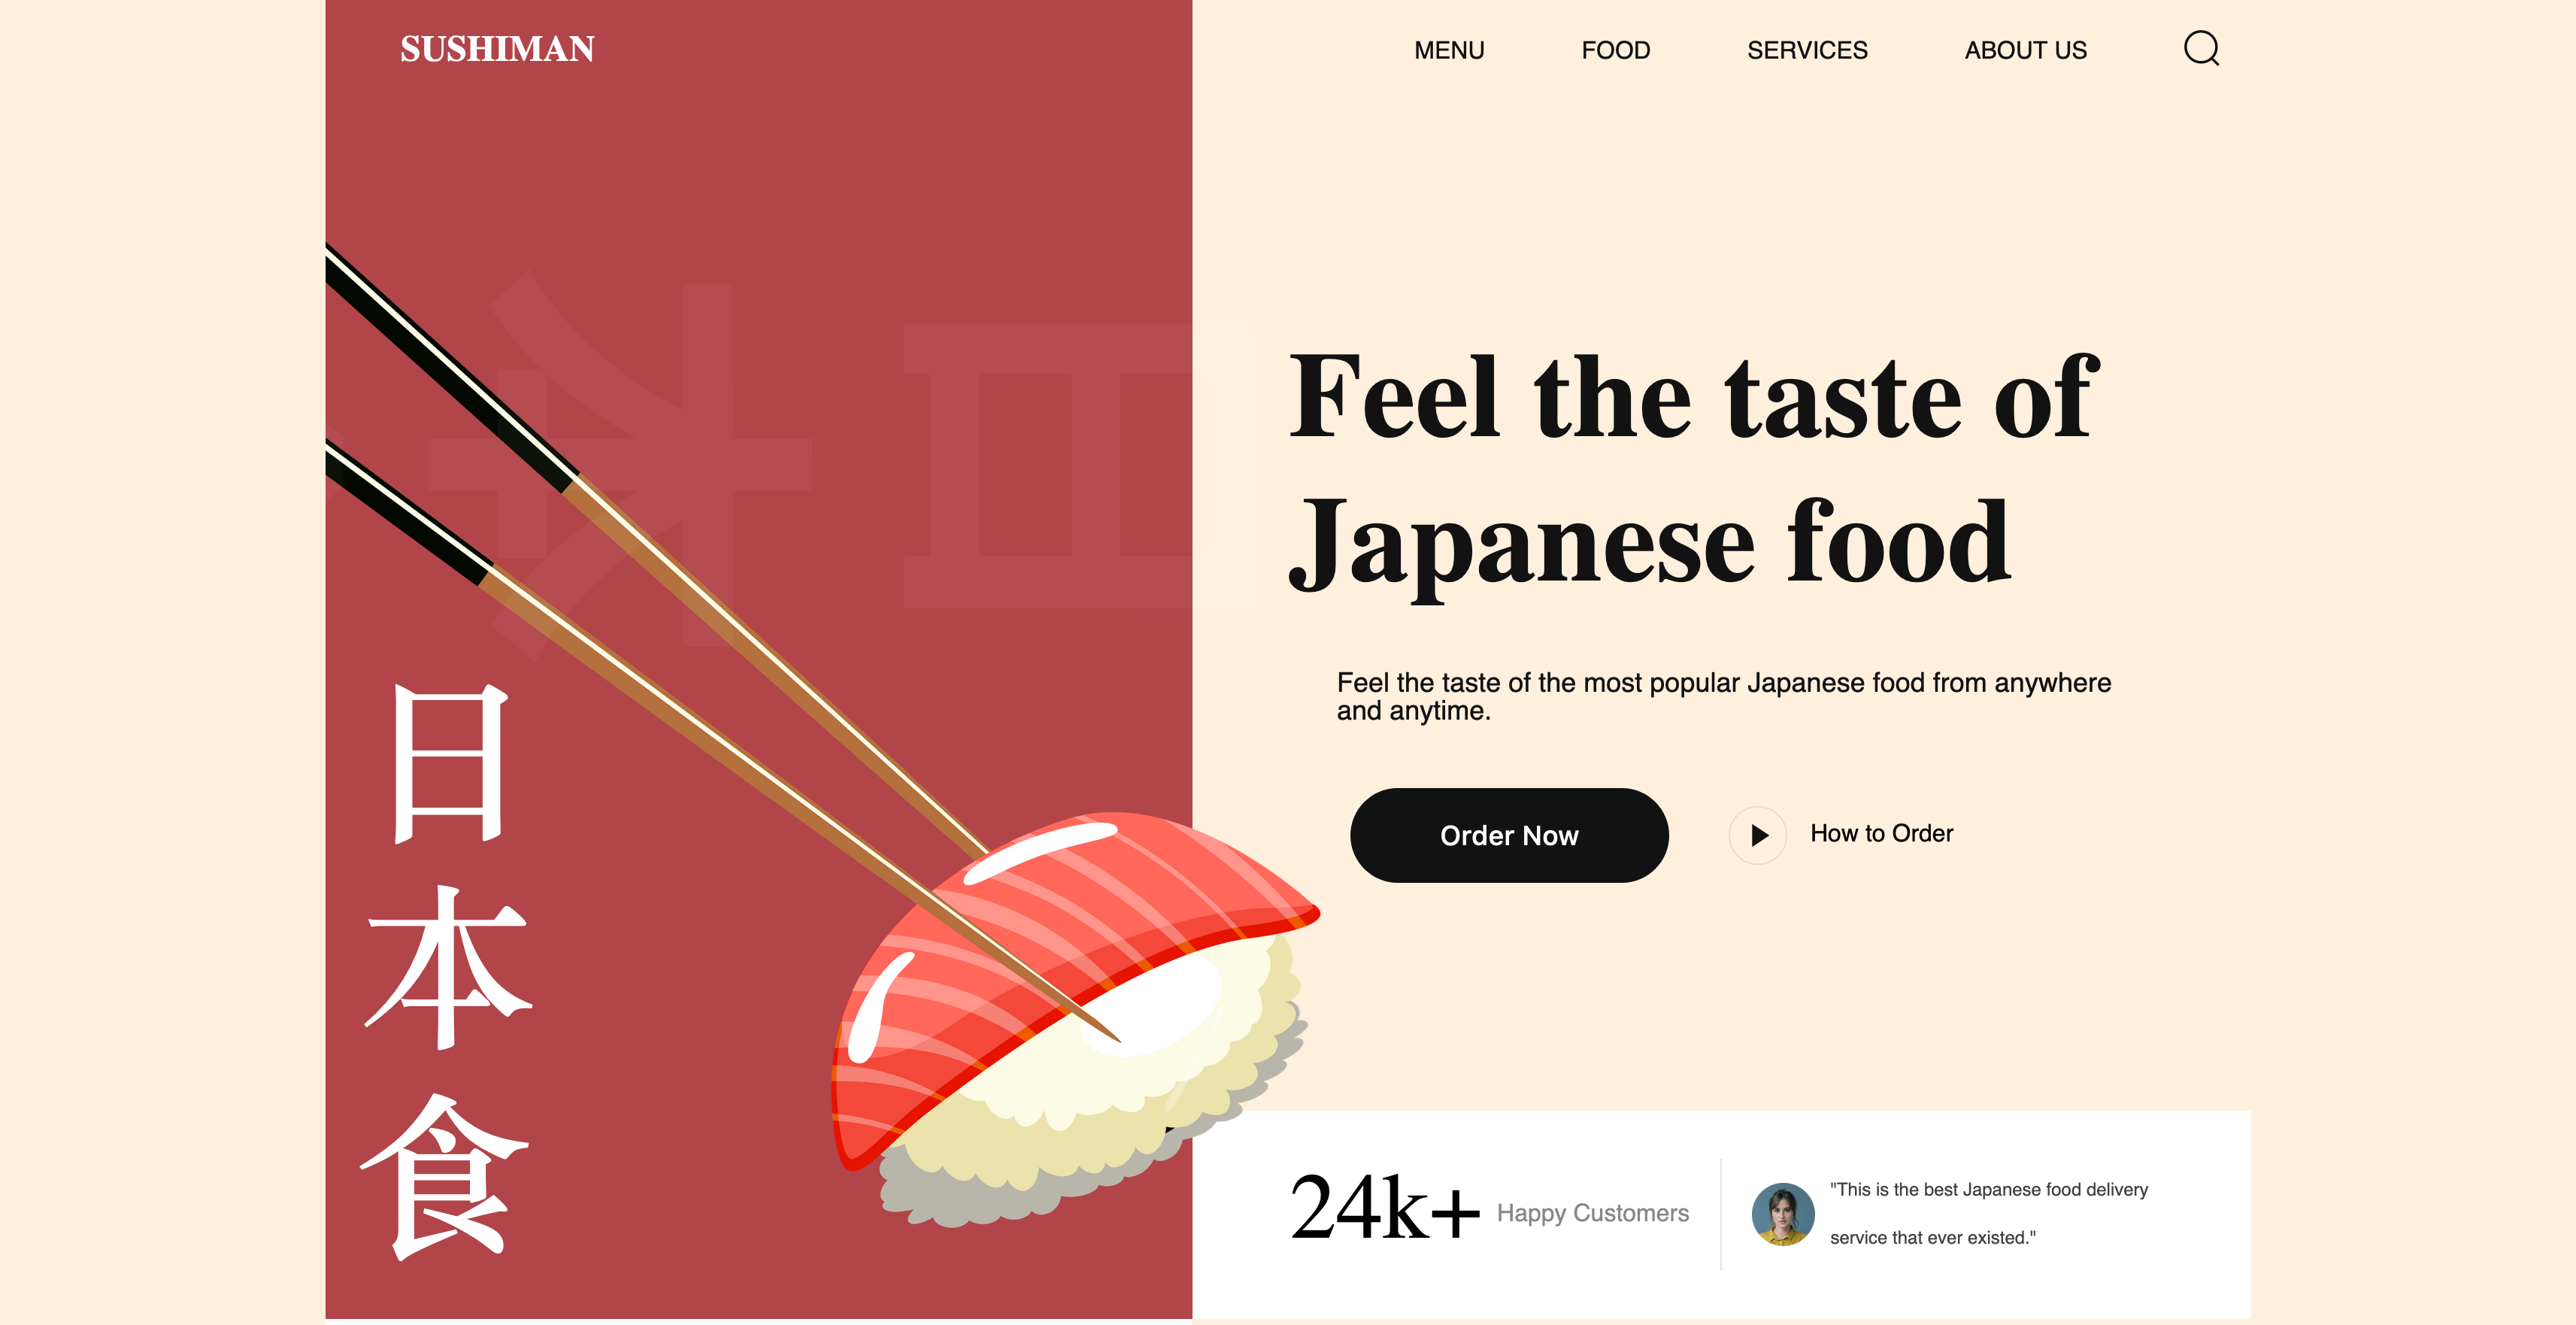 SUSHIMAN
MENU
FOOD
SERVICES
ABOUT US
Feel the taste of
Japanese food
Feel the taste of the most popular Japanese food from anywhere
and anytime.
Order Now
How to Order
日
本
食
24k+
Happy Customers
"This is the best Japanese food delivery
service that ever existed."